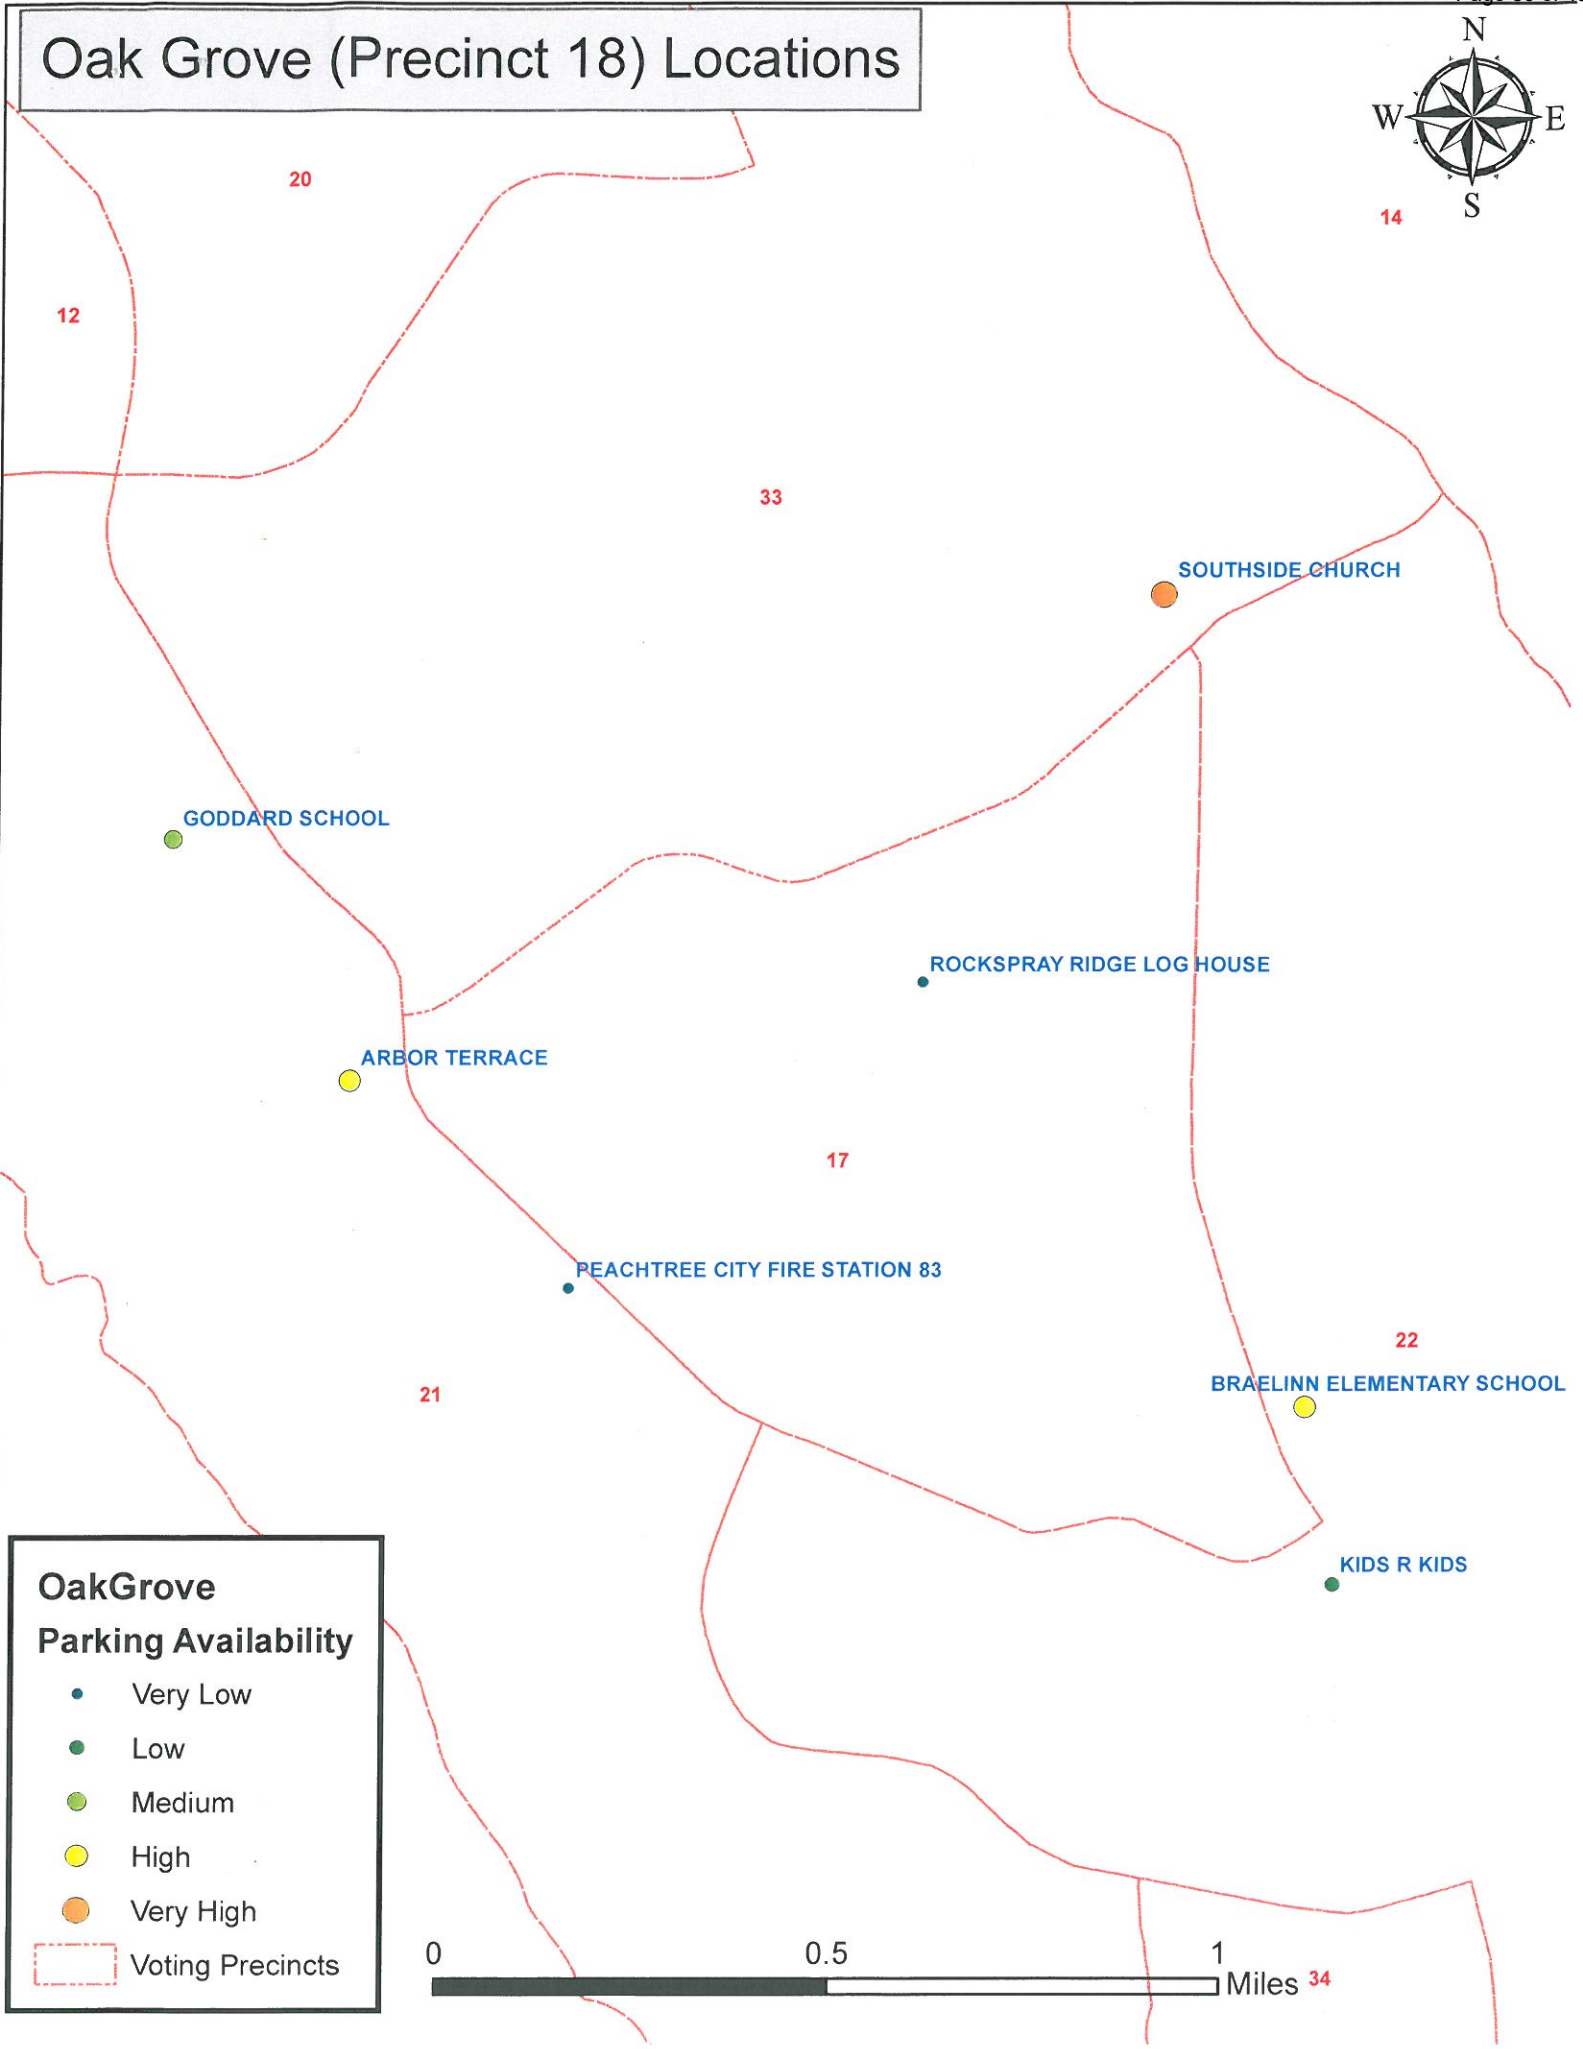 Oak Grove (Precinct 18) Locations
N
W
E
S
20
14
12
33
SOUTHSIDE CHURCH
GODDARD SCHOOL
ROCKSPRAY RIDGE LOG HOUSE
ARBOR TERRACE
17
PEACHTREE CITY FIRE STATION 83
22
BRAELINN ELEMENTARY SCHOOL
21
KIDS R KIDS
OakGrove
Parking Availability
Very Low
Low
Medium
High
Very High
Voting Precincts
0 0.5 1
Miles
34